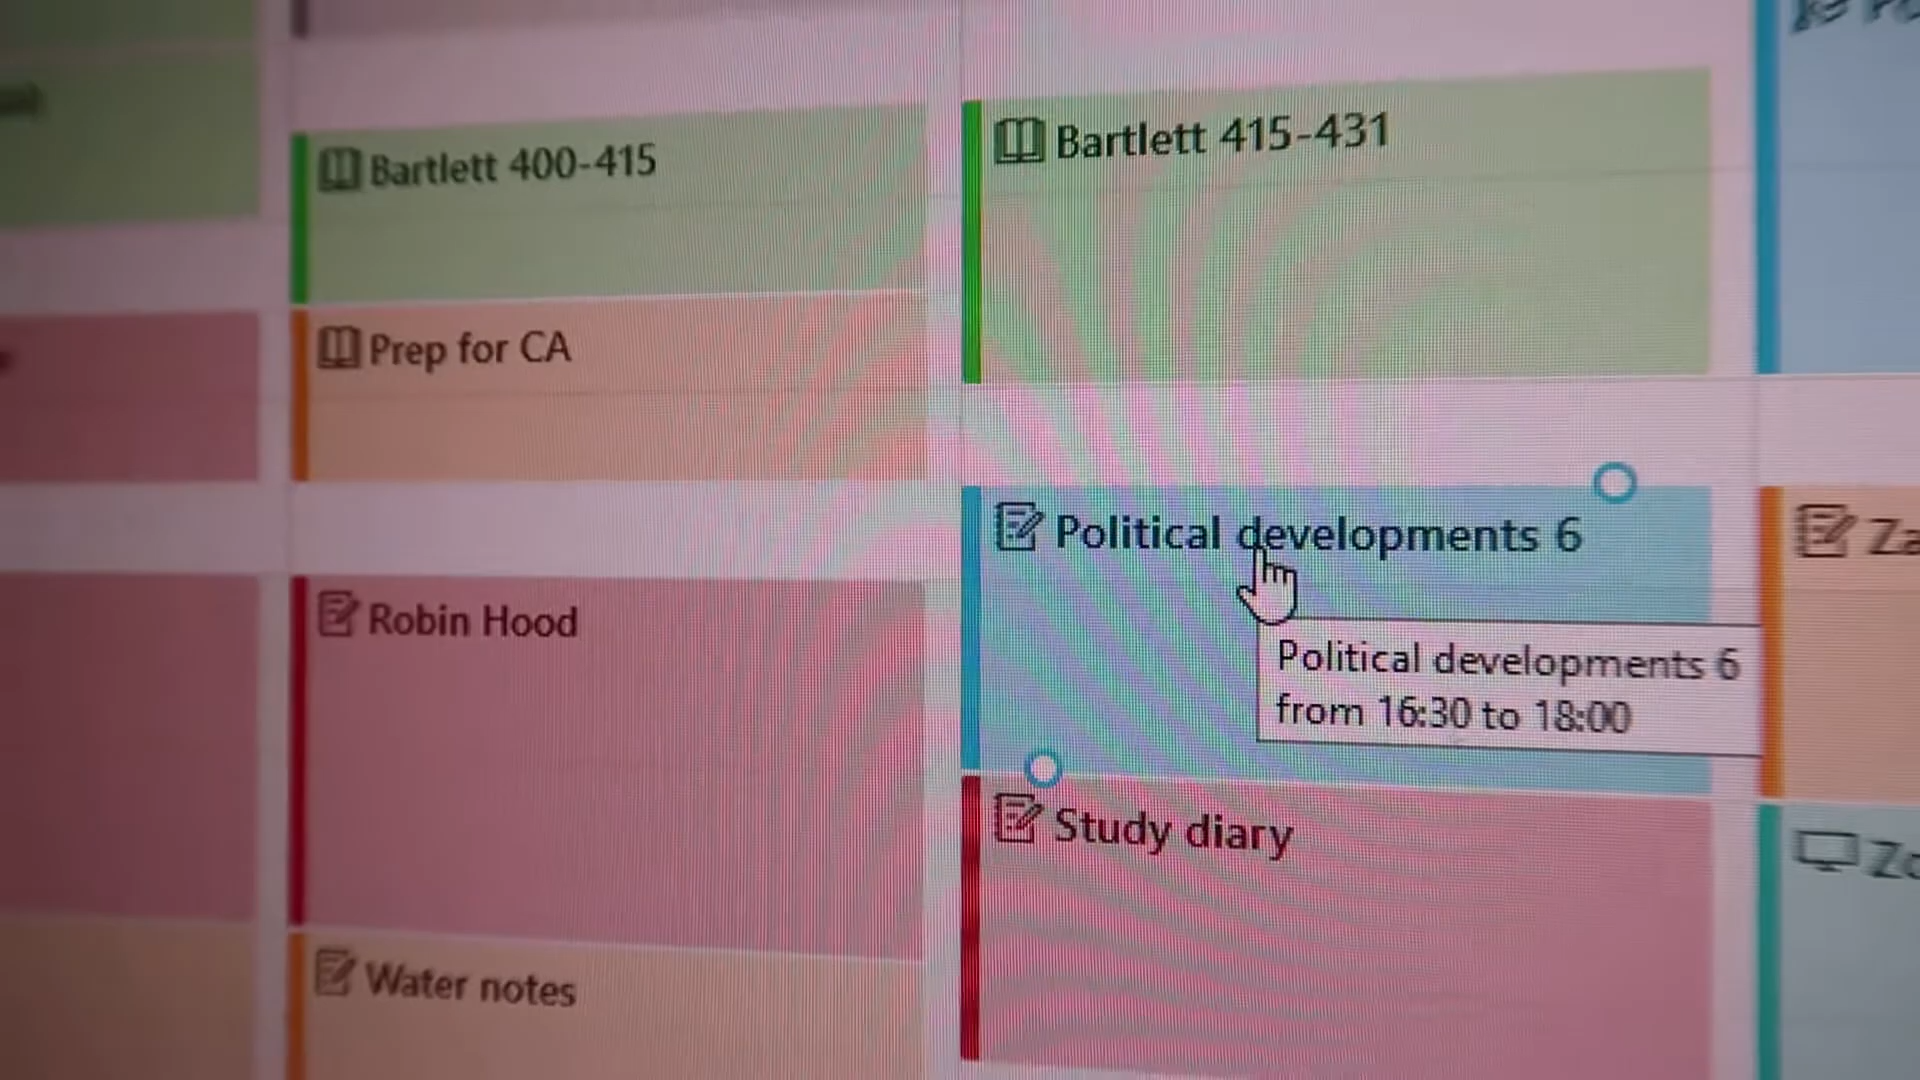 Bartlett 400-415
Prep for CA
Robin Hood
Water notes
Bartlett 415-431
Political developments 6
Political developments 6
from 16:30 to 18:00
Study diary